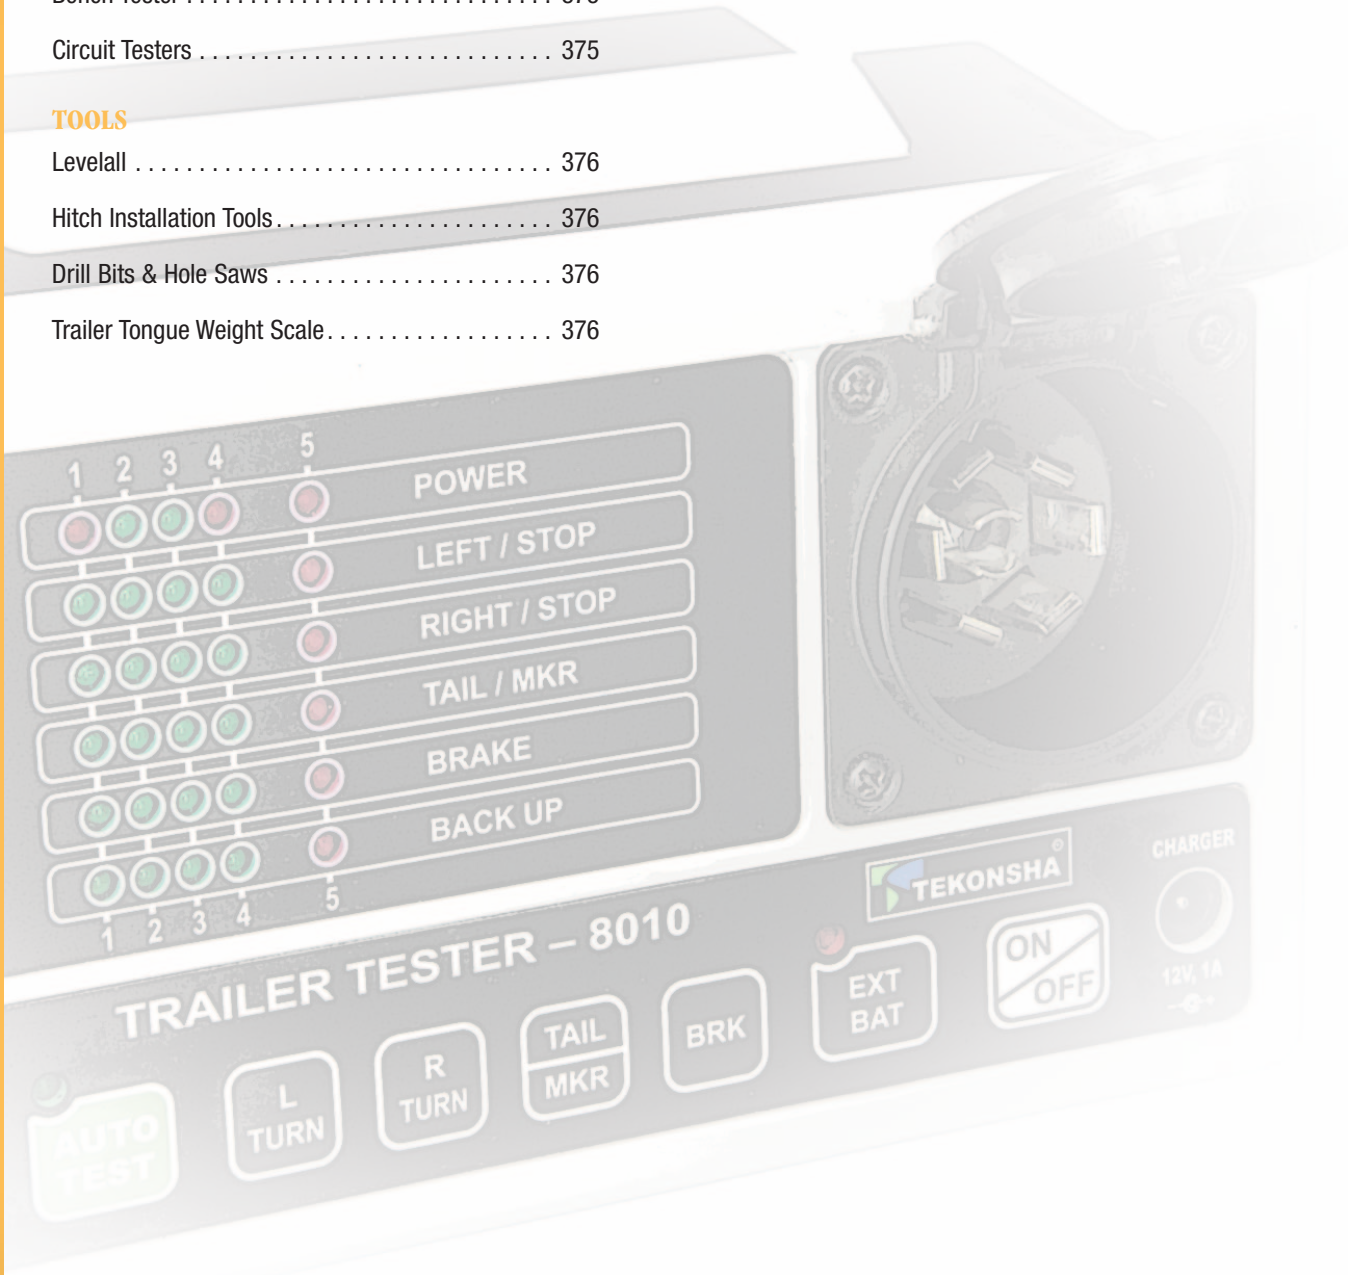 Circuit Testers . . . . . . . . . . . . . . . . . . . . . . . . . . . . 375
TOOLS
Levelall . . . . . . . . . . . . . . . . . . . . . . . . . . . . . . . . . 376
Hitch Installation Tools . . . . . . . . . . . . . . . . . . . . . . 376
Drill Bits & Hole Saws . . . . . . . . . . . . . . . . . . . . . . 376
Trailer Tongue Weight Scale . . . . . . . . . . . . . . . . . . 376
1 2 3 4 5
POWER
LEFT / STOP
RIGHT / STOP
TAIL / MKR
BRAKE
BACK UP
1 2 3 4 5
TRAILER TESTER – 8010
TEKONSHA ®
CHARGER
12V, 1A
AUTO
TEST
L
TURN
R
TURN
TAIL
MKR
BRK
EXT
BAT
ON
OFF